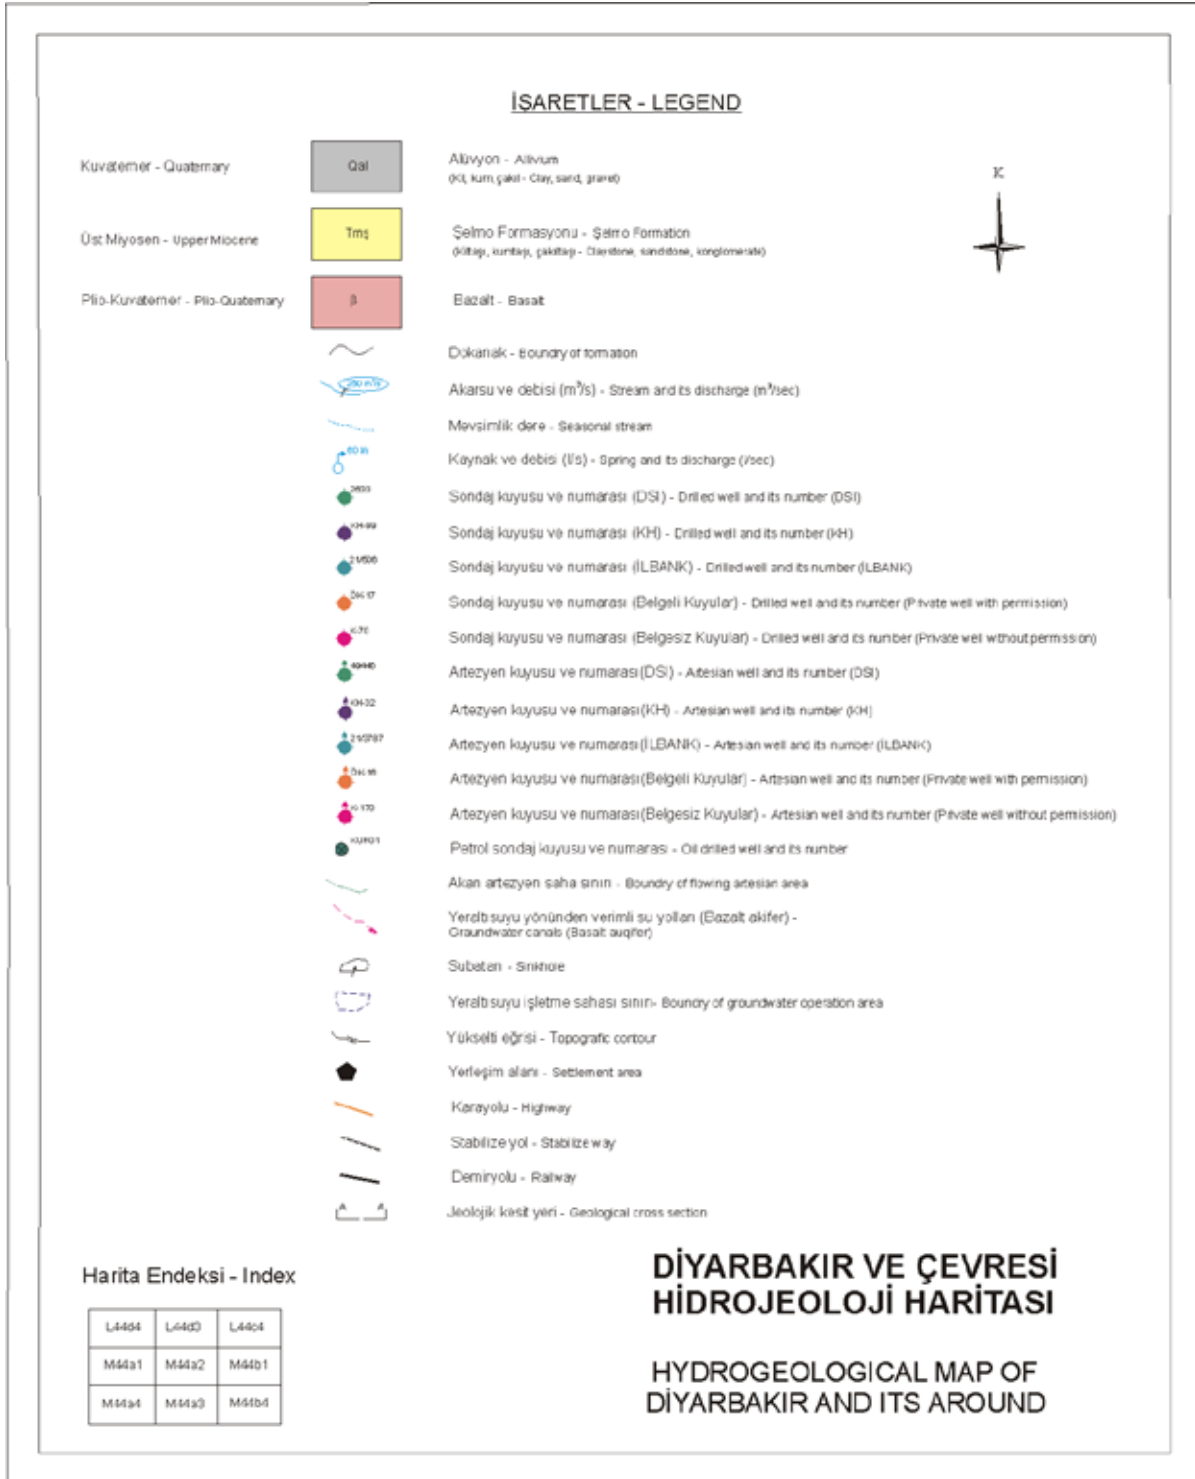 İŞARETLER - LEGEND
K
Kuvaterner - Quaternary
Qal
Alüvyon - Allivium
(Kil, kum, çakıl - Clay, sand, gravel)
Üst Miyosen - Upper Miocene
Tmş
Şelmo Formasyonu - Şelmo Formation
(Kiltaşı, kumtaşı, çakıltaşı - Claystone, sandstone, konglomerate)
Plio-Kuvaterner - Plio-Quaternary
β
Bazalt - Basalt
Dokanak - Boundry of formation
Akarsu ve debisi (m³/s) - Stream and its discharge (m³/sec)
Mevsimlik dere - Seasonal stream
Kaynak ve debisi (l/s) - Spring and its discharge (l/sec)
Sondaj kuyusu ve numarası (DSI) - Drilled well and its number (DSI)
Sondaj kuyusu ve numarası (KH) - Drilled well and its number (KH)
Sondaj kuyusu ve numarası (İLBANK) - Drilled well and its number (İLBANK)
Sondaj kuyusu ve numarası (Belgeli Kuyular) - Drilled well and its number (Private well with permission)
Sondaj kuyusu ve numarası (Belgesiz Kuyular) - Drilled well and its number (Private well without permission)
Artezyen kuyusu ve numarası(DSI) - Artesian well and its number (DSI)
KH-32
Artezyen kuyusu ve numarası(KH) - Artesian well and its number (KH)
21/3787
Artezyen kuyusu ve numarası(İLBANK) - Artesian well and its number (İLBANK)
Artezyen kuyusu ve numarası(Belgeli Kuyular) - Artesian well and its number (Private well with permission)
Artezyen kuyusu ve numarası(Belgesiz Kuyular) - Artesian well and its number (Private well without permission)
Petrol sondaj kuyusu ve numarası - Oil drilled well and its number
Akan artezyen saha sınırı - Boundry of flowing artesian area
Yeraltısuyu yönünden verimli su yolları (Bazalt akifer) -
Graundwater canals (Basalt auqifer)
Subatan - Sinkhole
Yeraltısuyu işletme sahası sınırı- Boundry of groundwater operation area
Yükselti eğrisi - Topografic contour
Yerleşim alanı - Settlement area
Karayolu - Highway
Stabilize yol - Stabilize way
Demiryolu - Railway
A A'
Jeolojik kesit yeri - Geological cross section
Harita Endeksi - Index
L44d4 L44d3 L44c4
M44a1 M44a2 M44b1
M44a4 M44a3 M44b4
DİYARBAKIR VE ÇEVRESİ
HİDROJEOLOJİ HARİTASI
HYDROGEOLOGICAL MAP OF
DİYARBAKIR AND ITS AROUND